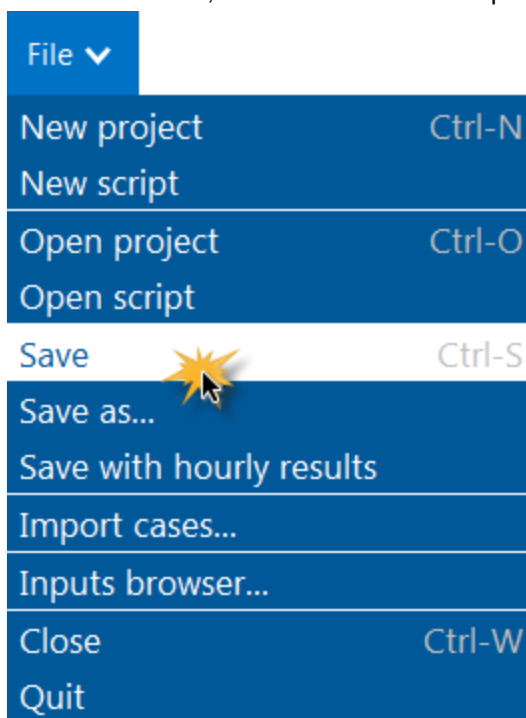 File
New project Ctrl-N
New script
Open project Ctrl-O
Open script
Save Ctrl-S
Save as...
Save with hourly results
Import cases...
Inputs browser...
Close Ctrl-W
Quit